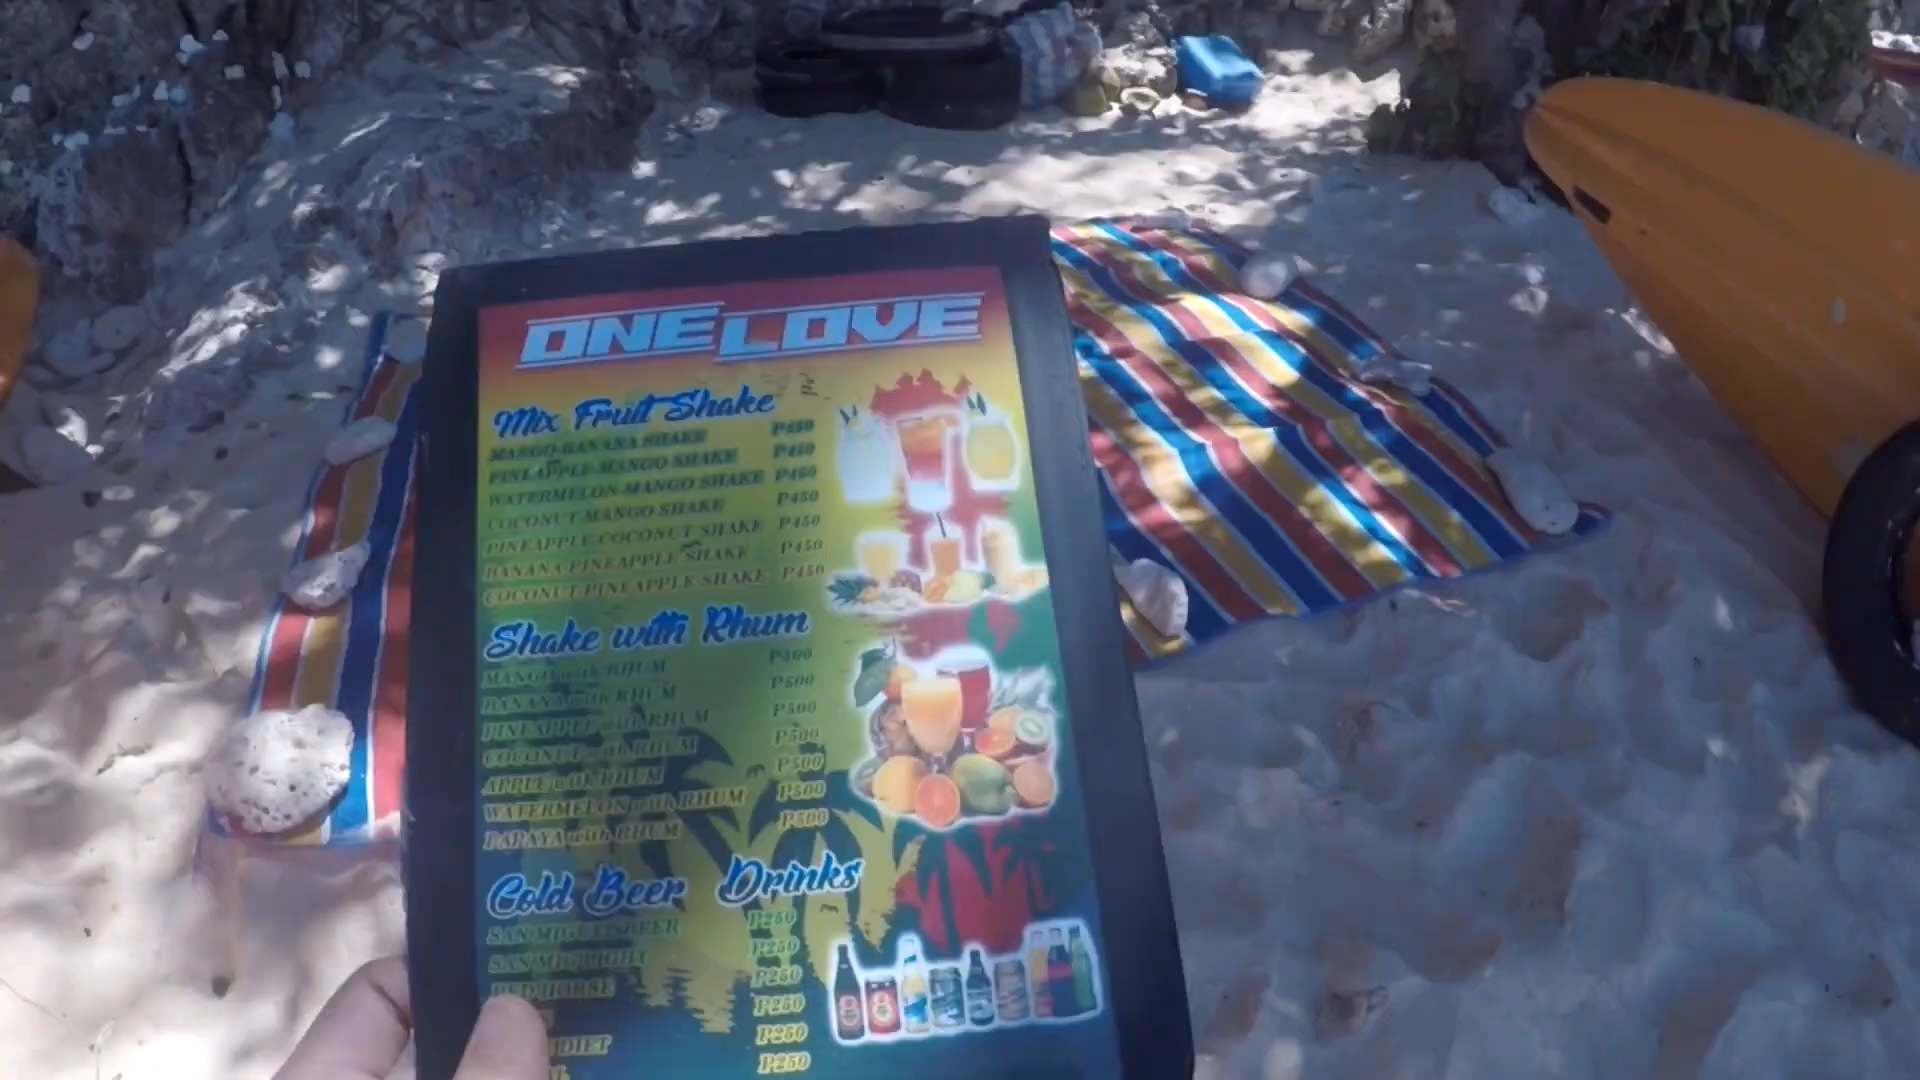 ONE LOVE
Mix Fruit Shake
MANGO-BANANA SHAKE P450
PINEAPPLE-MANGO SHAKE P450
WATERMELON-MANGO SHAKE P450
COCONUT-MANGO SHAKE P450
PINEAPPLE-COCONUT SHAKE P450
BANANA-PINEAPPLE SHAKE P450
COCONUT-PINEAPPLE SHAKE P450
Shake with Rhum
MANGO with RHUM P500
BANANA with RHUM P500
PINEAPPLE with RHUM P500
COCONUT with RHUM P500
APPLE with RHUM P500
WATERMELON with RHUM P500
PAPAYA with RHUM P500
Cold Beer Drinks
SAN MIGUEL BEER P250
SAN MIG LIGHT P250
RED HORSE P250
P250
DIET P250
P250